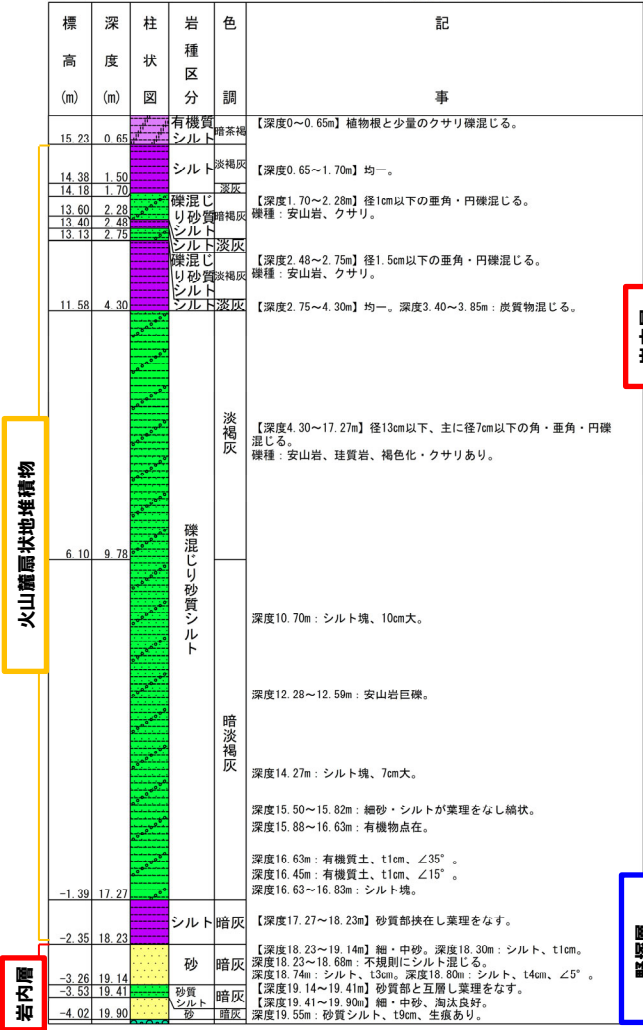 標高(m) 深度(m) 柱状図 岩種区分 色調 記事
15.23 0.65 有機質シルト 暗茶褐 【深度0～0.65m】植物根と少量のクサリ礫混じる。
14.38 1.50 シルト 淡褐灰 【深度0.65～1.70m】均一。
14.18 1.70 淡灰
13.60 2.28 礫混じり砂質シルト 暗褐灰 【深度1.70～2.28m】径1cm以下の亜角・円礫混じる。
礫種：安山岩、クサリ。
13.40 2.48 シルト 淡灰
13.13 2.75 礫混じり砂質シルト 淡褐灰 【深度2.48～2.75m】径1.5cm以下の亜角・円礫混じる。
礫種：安山岩、クサリ。
11.58 4.30 シルト 淡灰 【深度2.75～4.30m】均一。深度3.40～3.85m：炭質物混じる。
火山麓扇状地堆積物
淡褐灰
【深度4.30～17.27m】径13cm以下、主に径7cm以下の角・亜角・円礫
混じる。
礫種：安山岩、珪質岩、褐色化・クサリあり。
6.10 9.78
礫混じり砂質シルト
深度10.70m：シルト塊、10cm大。
深度12.28～12.59m：安山岩巨礫。
暗淡褐灰
深度14.27m：シルト塊、7cm大。
深度15.50～15.82m：細砂・シルトが葉理をなし縞状。
深度15.88～16.63m：有機物点在。
深度16.63m：有機質土、t1cm、∠35°。
深度16.45m：有機質土、t1cm、∠15°。
深度16.63～16.83m：シルト塊。
-1.39 17.27
シルト 暗灰 【深度17.27～18.23m】砂質部挟在し葉理をなす。
-2.35 18.23
岩内層
砂 暗灰 【深度18.23～19.14m】細・中砂。深度18.30m：シルト、t1cm。
深度18.23～18.68m：不規則にシルト混じる。
深度18.74m：シルト、t3cm。深度18.80m：シルト、t4cm、∠5°。
-3.26 19.14
-3.53 19.41 砂質シルト 暗灰 【深度19.14～19.41m】砂質部と互層し葉理をなす。
【深度19.41～19.90m】細・中砂、淘汰良好。
-4.02 19.90 砂 暗灰 深度19.55m：砂質シルト、t9cm、生痕あり。